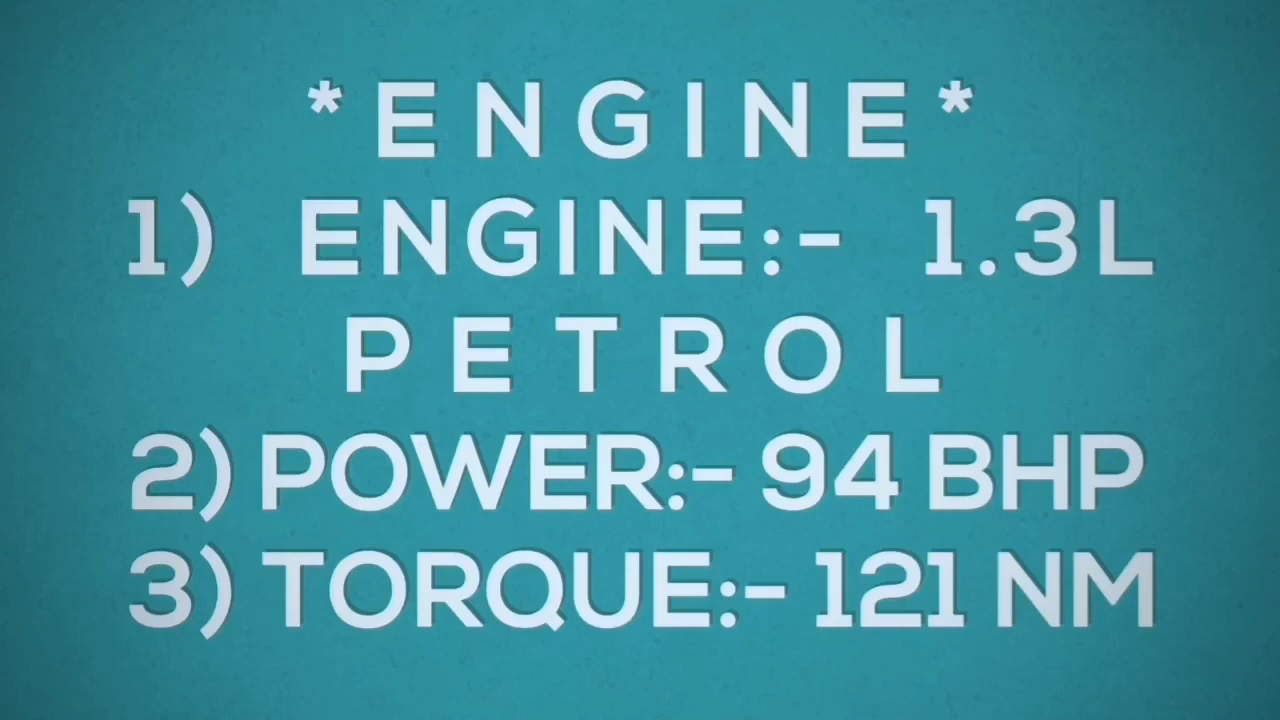 *ENGINE*
1) ENGINE:- 1.3L
PETROL
2) POWER:- 94 BHP
3) TORQUE:- 121 NM